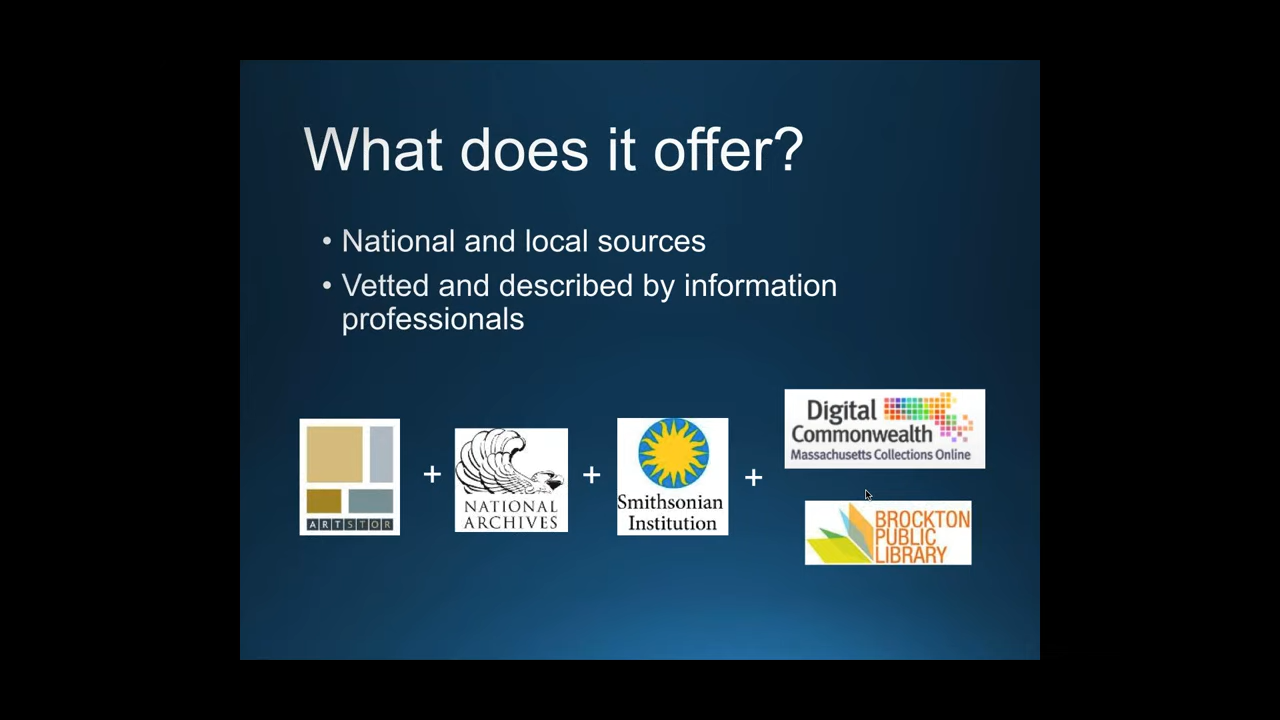 What does it offer?
• National and local sources
• Vetted and described by information
professionals
ARTSTOR
+
NATIONAL
ARCHIVES
+
Smithsonian
Institution
+
Digital
Commonwealth
Massachusetts Collections Online
BROCKTON
PUBLIC
LIBRARY